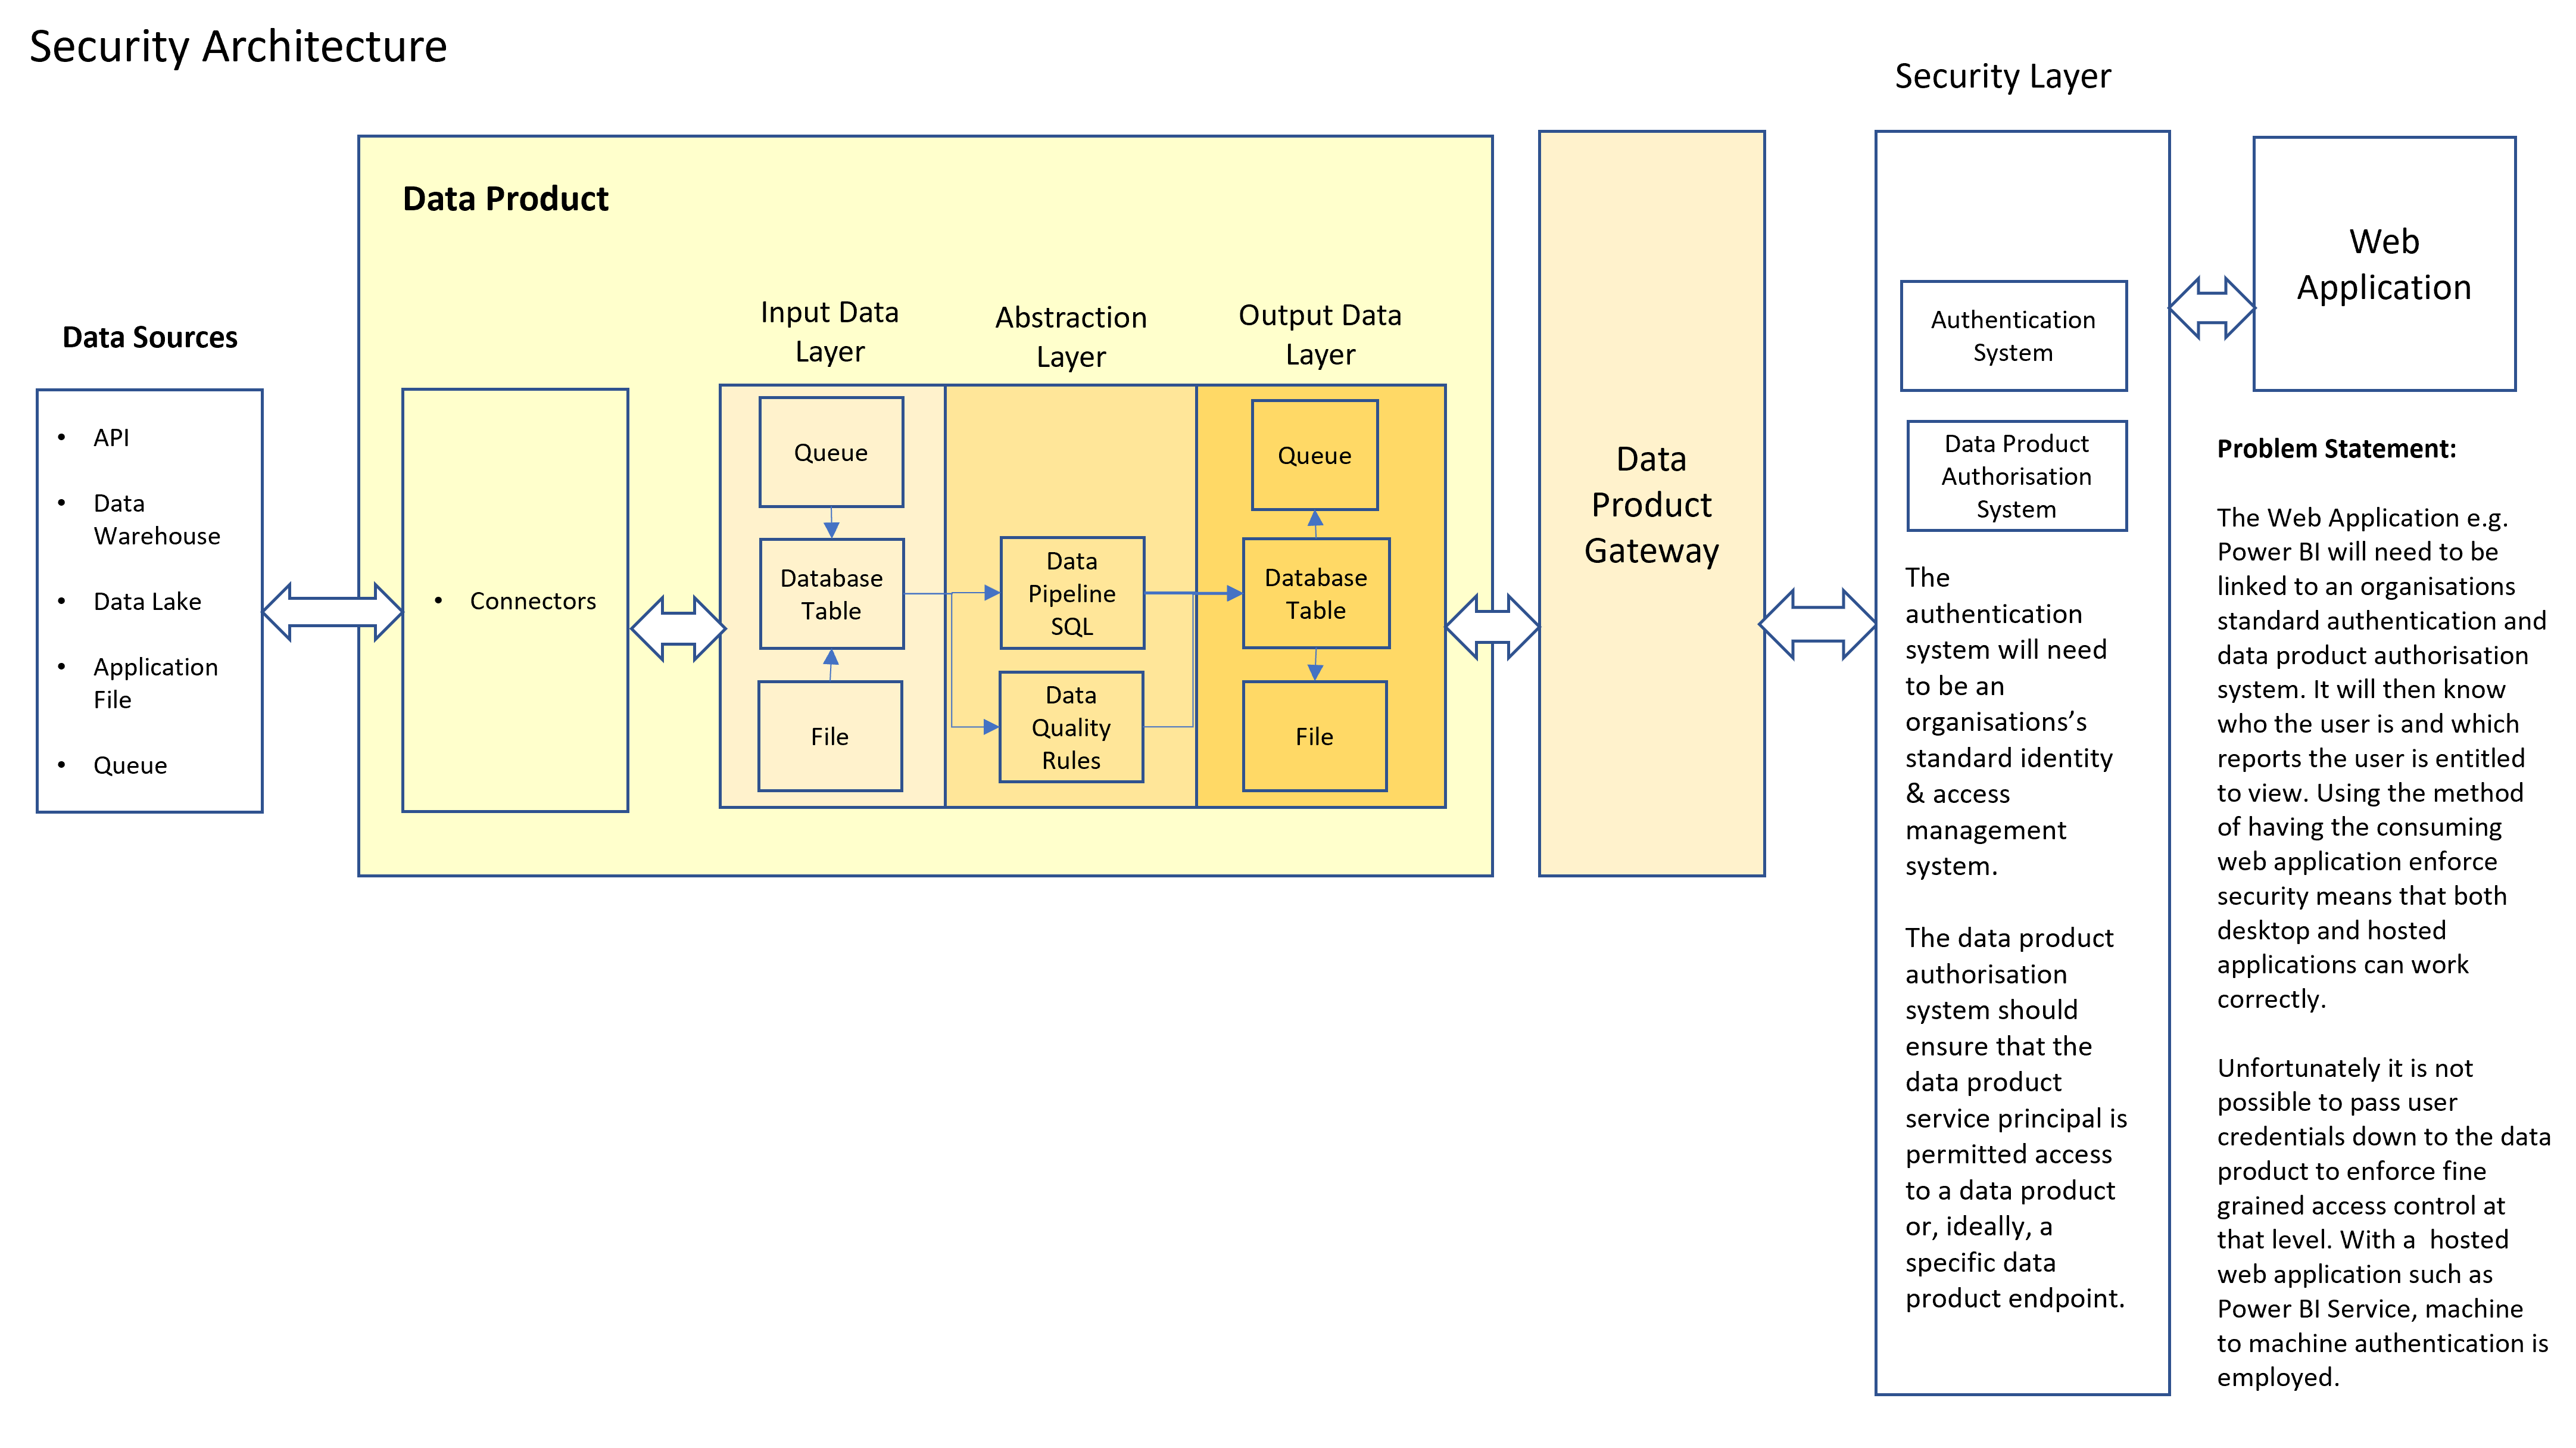 Security Architecture
Security Layer
Data Product
Data Sources
• API
• Data
Warehouse
• Data Lake
• Application
File
• Queue
• Connectors
Input Data
Layer
Abstraction
Layer
Output Data
Layer
Queue
Database
Table
File
Data
Pipeline
SQL
Data
Quality
Rules
Queue
Database
Table
File
Data
Product
Gateway
Authentication
System
Data Product
Authorisation
System
The
authentication
system will need
to be an
organisations’s
standard identity
& access
management
system.
The data product
authorisation
system should
ensure that the
data product
service principal is
permitted access
to a data product
or, ideally, a
specific data
product endpoint.
Web
Application
Problem Statement:
The Web Application e.g.
Power BI will need to be
linked to an organisations
standard authentication and
data product authorisation
system. It will then know
who the user is and which
reports the user is entitled
to view. Using the method
of having the consuming
web application enforce
security means that both
desktop and hosted
applications can work
correctly.
Unfortunately it is not
possible to pass user
credentials down to the data
product to enforce fine
grained access control at
that level. With a  hosted
web application such as
Power BI Service, machine
to machine authentication is
employed.